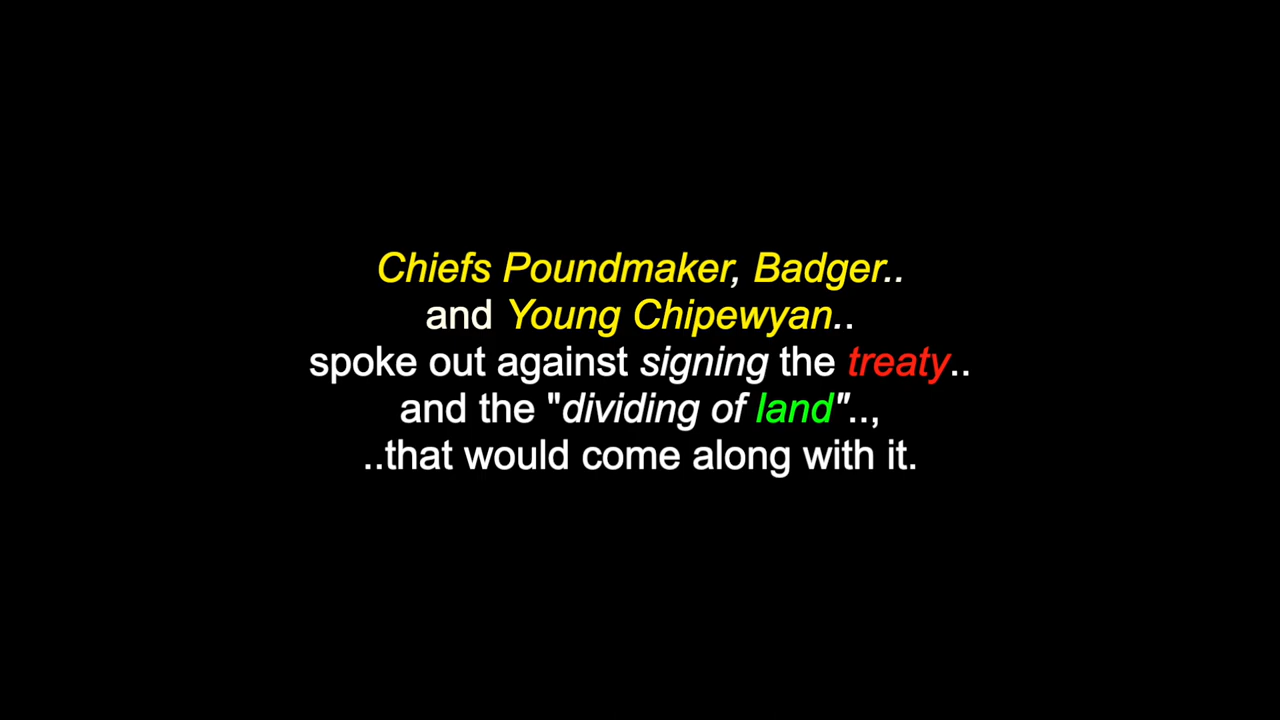 Chiefs Poundmaker, Badger..
and Young Chipewyan..
spoke out against signing the treaty..
and the "dividing of land"..,
..that would come along with it.